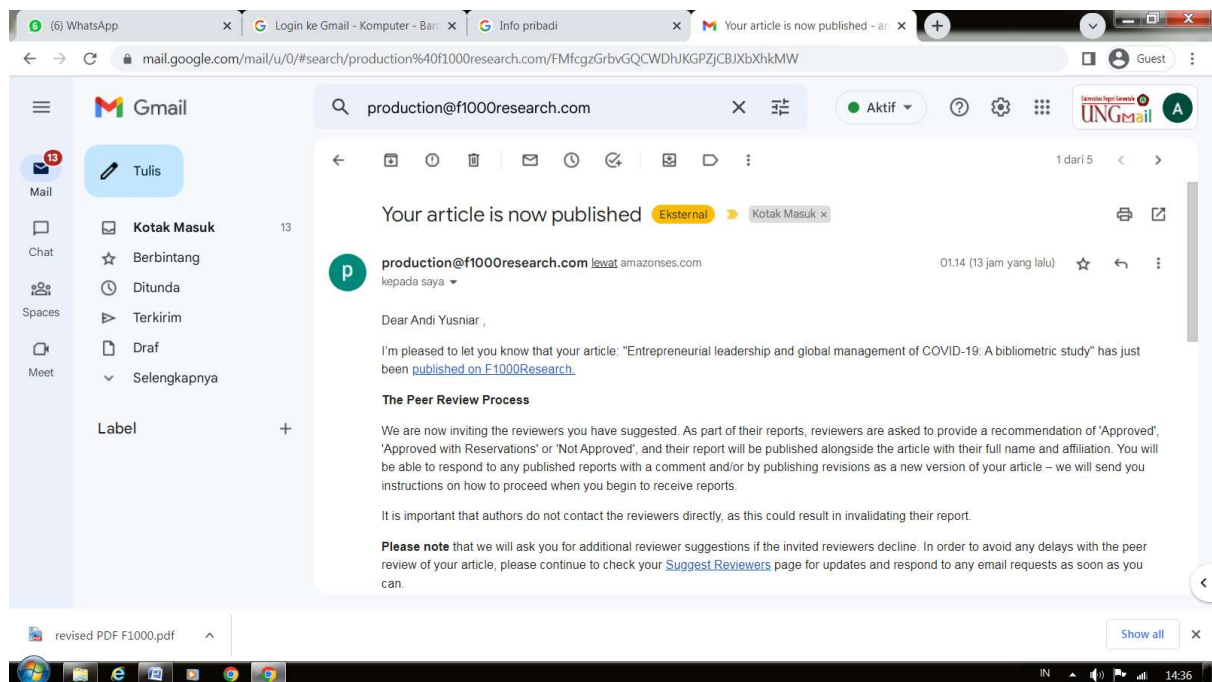 (6) WhatsApp
Login ke Gmail - Komputer - Ban
Info pribadi
Your article is now published - an
mail.google.com/mail/u/0/#search/production%40f1000research.com/FMfcgzGrbvGQCWDhJKGPZjCBJXbXhkMW
Guest
Gmail
production@f1000research.com
Aktif
Universitas Negeri Gorontalo
UNGMail
A
13
Mail
Chat
Spaces
Meet
Tulis
Kotak Masuk 13
Berbintang
Ditunda
Terkirim
Draf
Selengkapnya
Label
1 dari 5
Your article is now published Eksternal Kotak Masuk ×
p
production@f1000research.com lewat amazonses.com 01.14 (13 jam yang lalu)
kepada saya
Dear Andi Yusniar ,
I'm pleased to let you know that your article: "Entrepreneurial leadership and global management of COVID-19: A bibliometric study" has just
been published on F1000Research.
The Peer Review Process
We are now inviting the reviewers you have suggested. As part of their reports, reviewers are asked to provide a recommendation of 'Approved',
'Approved with Reservations' or 'Not Approved', and their report will be published alongside the article with their full name and affiliation. You will
be able to respond to any published reports with a comment and/or by publishing revisions as a new version of your article – we will send you
instructions on how to proceed when you begin to receive reports.
It is important that authors do not contact the reviewers directly, as this could result in invalidating their report.
Please note that we will ask you for additional reviewer suggestions if the invited reviewers decline. In order to avoid any delays with the peer
review of your article, please continue to check your Suggest Reviewers page for updates and respond to any email requests as soon as you
can.
revised PDF F1000.pdf
Show all
IN
14:36